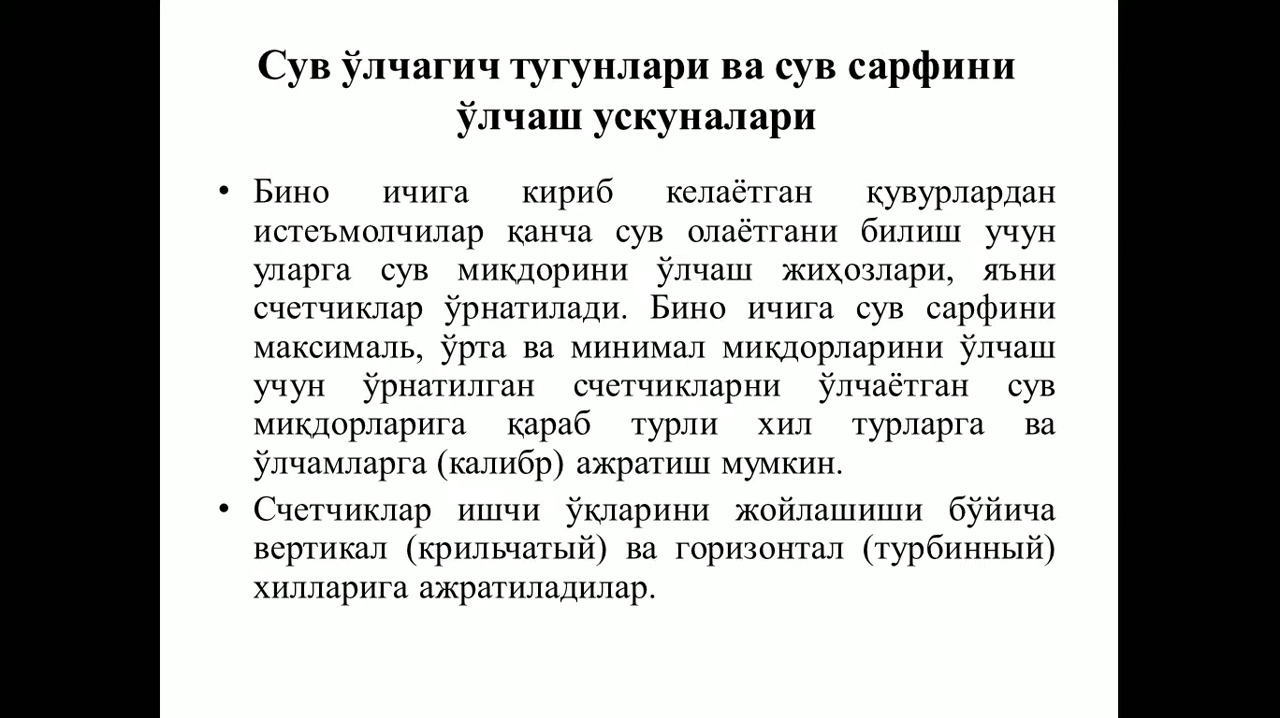 Сув ўлчагич тугунлари ва сув сарфини
ўлчаш ускуналари
• Бино ичига кириб келаётган қувурлардан
истеъмолчилар қанча сув олаётгани билиш учун
уларга сув миқдорини ўлчаш жиҳозлари, яъни
счетчиклар ўрнатилади. Бино ичига сув сарфини
максималь, ўрта ва минимал миқдорларини ўлчаш
учун ўрнатилган счетчикларни ўлчаётган сув
миқдорларига қараб турли хил турларга ва
ўлчамларга (калибр) ажратиш мумкин.
• Счетчиклар ишчи ўқларини жойлашиши бўйича
вертикал (крильчатый) ва горизонтал (турбинный)
хилларига ажратиладилар.